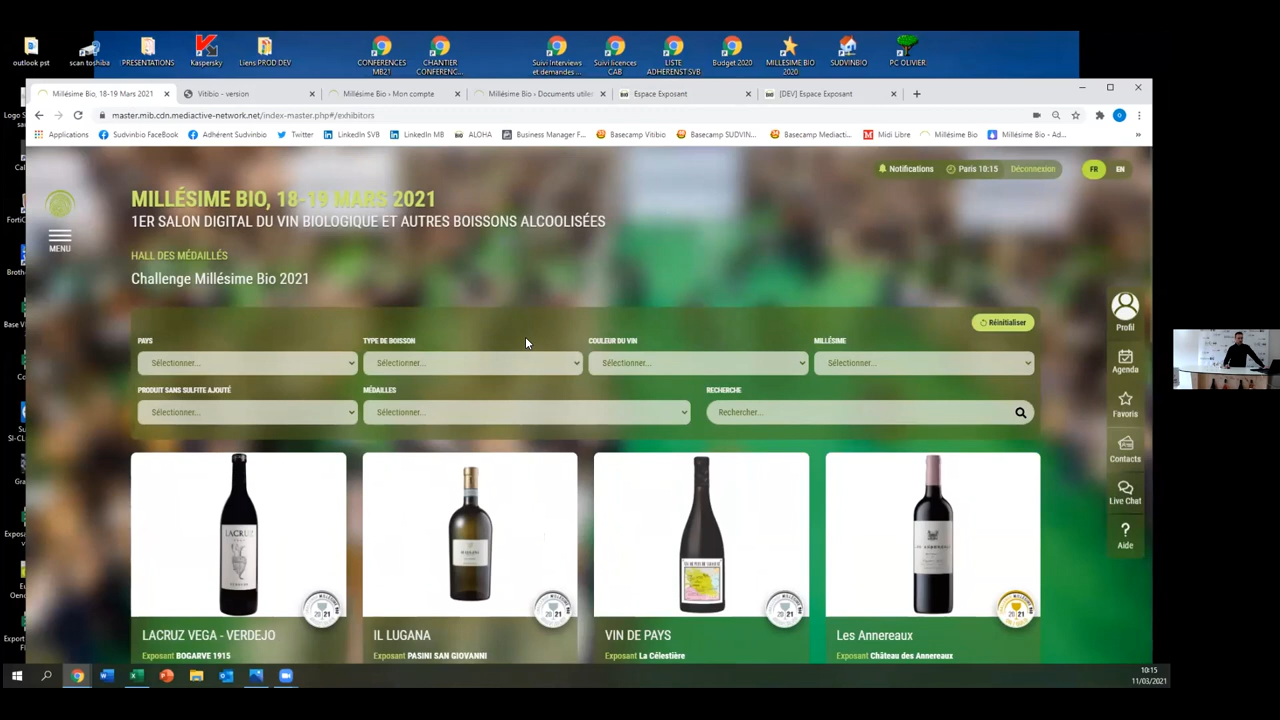 outlook pst
scan toshiba
PRESENTATIONS
Kaspersky
Liens PROD DEV
CONFERENCES
MB21
CHANTIER
CONFERENC...
Suivi Interviews
et demandes ...
Suivi licences
CAB
LISTE
ADHERENST SVB
Budget 2020
MILLESIME BIO
2020
SUDVINBIO
PC OLIVIER
Millésime Bio, 18-19 Mars 2021
Vitibio - version
Millésime Bio › Mon compte
Millésime Bio › Documents utile
Espace Exposant
[DEV] Espace Exposant
master.mib.cdn.mediactive-network.net/index-master.php#/exhibitors
Applications
Sudvinbio FaceBook
Adhérent Sudvinbio
Twitter
LinkedIn SVB
LinkedIn MB
ALOHA
Business Manager F...
Basecamp Vitibio
Basecamp SUDVIN...
Basecamp Mediacti...
Midi Libre
Millésime Bio
Millésime Bio - Ad...
Notifications
Paris 10:15
Déconnexion
FR
EN
MENU
MILLÉSIME BIO, 18-19 MARS 2021
1ER SALON DIGITAL DU VIN BIOLOGIQUE ET AUTRES BOISSONS ALCOOLISÉES
HALL DES MÉDAILLÉS
Challenge Millésime Bio 2021
Réinitialiser
PAYS
TYPE DE BOISSON
COULEUR DU VIN
MILLÉSIME
Sélectionner...
Sélectionner...
Sélectionner...
Sélectionner...
PRODUIT SANS SULFITE AJOUTÉ
MÉDAILLES
RECHERCHE
Sélectionner...
Sélectionner...
Rechercher...
Profil
Agenda
Favoris
Contacts
Live Chat
Aide
LACRUZ
LACRUZ VEGA - VERDEJO
IL LUGANA
VIN DE PAYS
Les Annereaux
Exposant BOGARVE 1915
Exposant PASINI SAN GIOVANNI
Exposant La Célestière
Exposant Château des Annereaux
10:15
11/03/2021